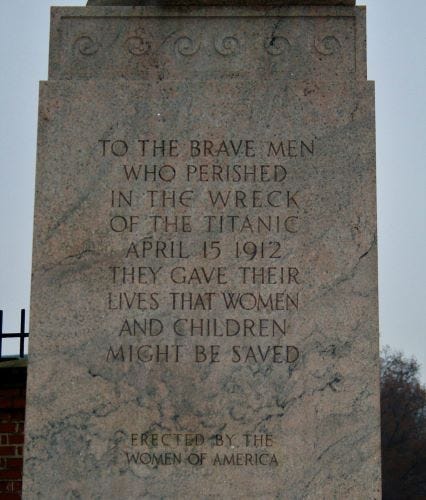 TO THE BRAVE MEN
WHO PERISHED
IN THE WRECK
OF THE TITANIC
APRIL 15 1912
THEY GAVE THEIR
LIVES THAT WOMEN
AND CHILDREN
MIGHT BE SAVED
ERECTED BY THE
WOMEN OF AMERICA